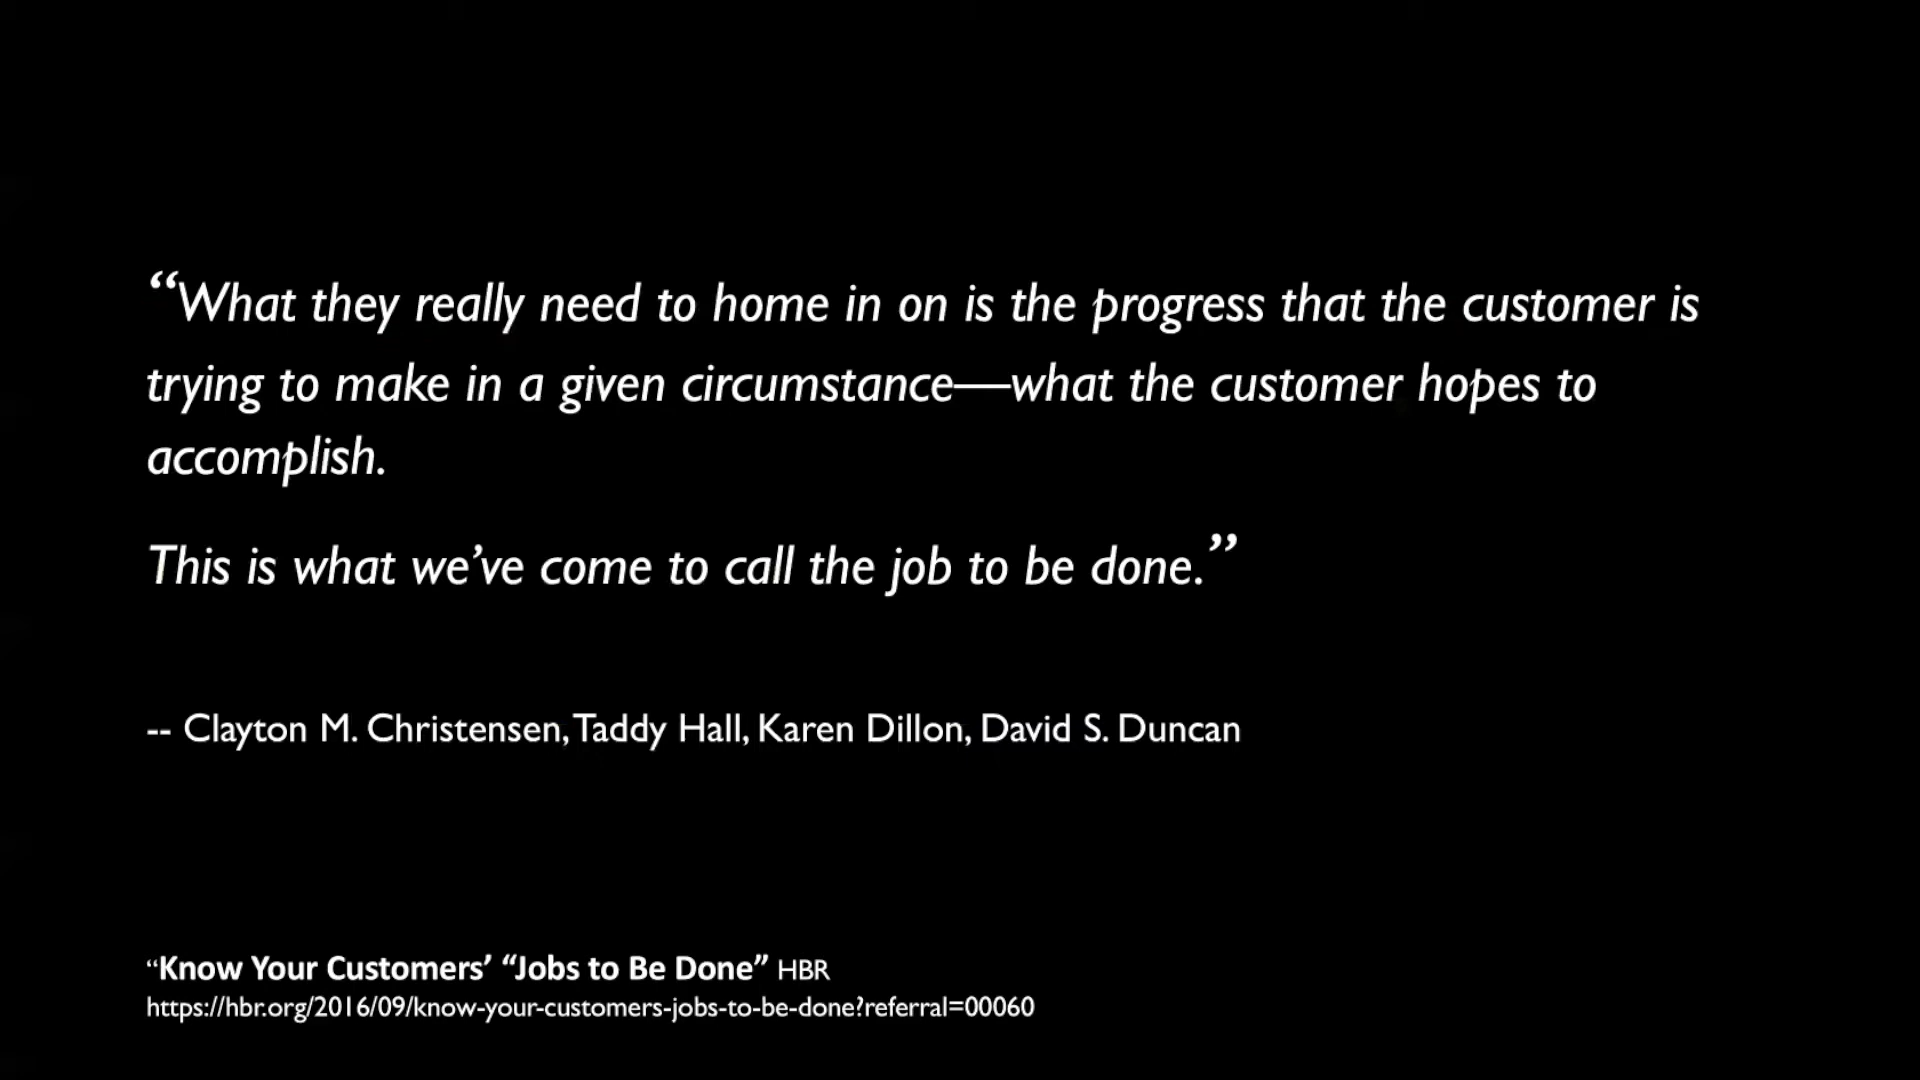 “What they really need to home in on is the progress that the customer is
trying to make in a given circumstance—what the customer hopes to
accomplish.
This is what we’ve come to call the job to be done.”
-- Clayton M. Christensen, Taddy Hall, Karen Dillon, David S. Duncan
“Know Your Customers’ “Jobs to Be Done” HBR
https://hbr.org/2016/09/know-your-customers-jobs-to-be-done?referral=00060